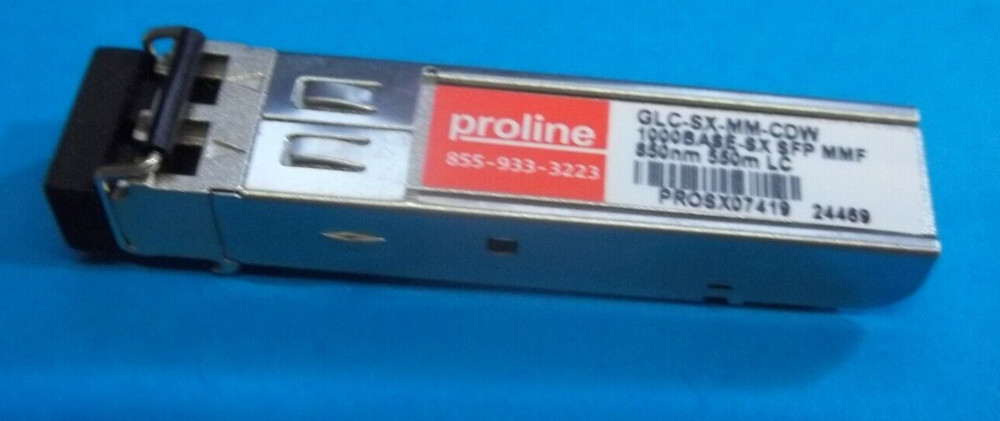 proline
855-933-3223
GLC-SX-MM-CDW
1000BASE-SX SFP MMF
850nm 550m LC
PROSX07419 24469